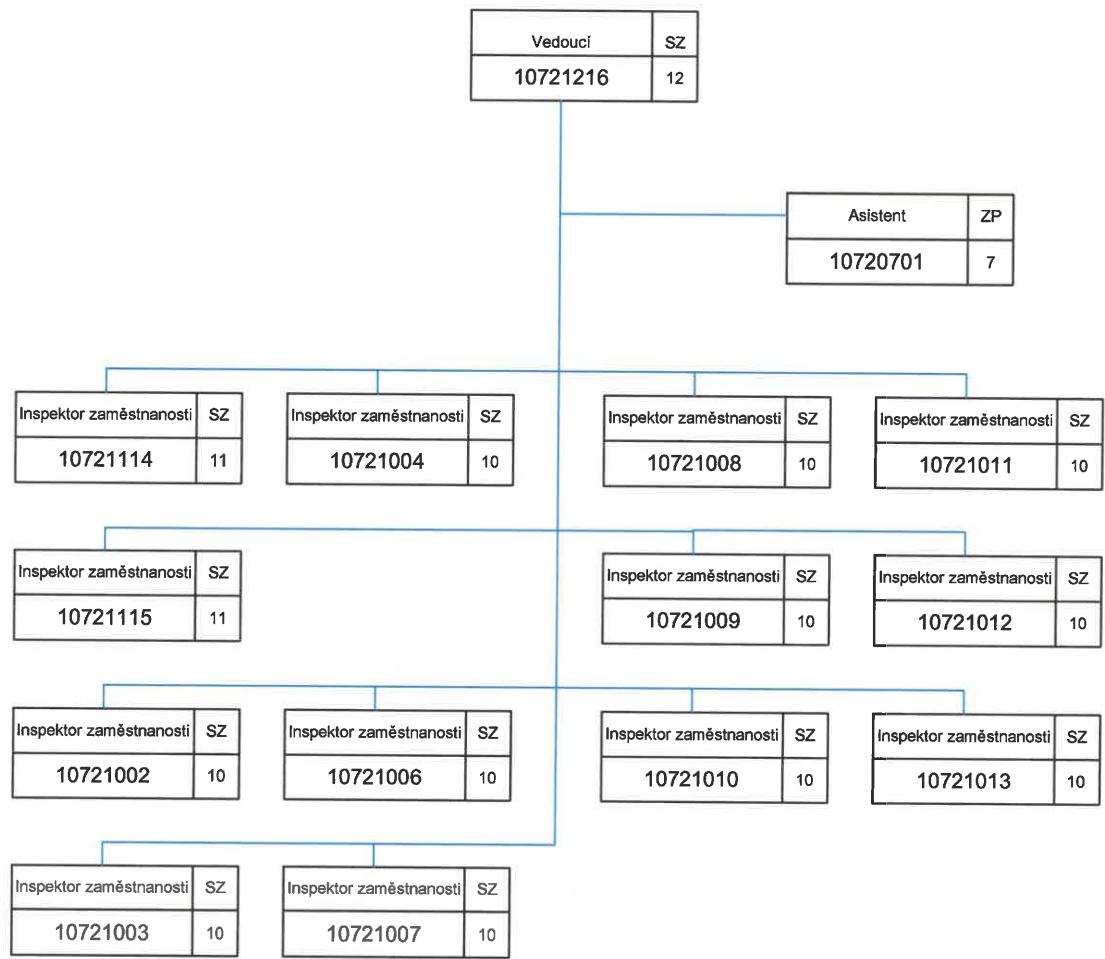 Vedoucí SZ
10721216 12
Asistent ZP
10720701 7
Inspektor zaměstnanosti SZ
10721114 11
Inspektor zaměstnanosti SZ
10721004 10
Inspektor zaměstnanosti SZ
10721008 10
Inspektor zaměstnanosti SZ
10721011 10
Inspektor zaměstnanosti SZ
10721115 11
Inspektor zaměstnanosti SZ
10721009 10
Inspektor zaměstnanosti SZ
10721012 10
Inspektor zaměstnanosti SZ
10721002 10
Inspektor zaměstnanosti SZ
10721006 10
Inspektor zaměstnanosti SZ
10721010 10
Inspektor zaměstnanosti SZ
10721013 10
Inspektor zaměstnanosti SZ
10721003 10
Inspektor zaměstnanosti SZ
10721007 10